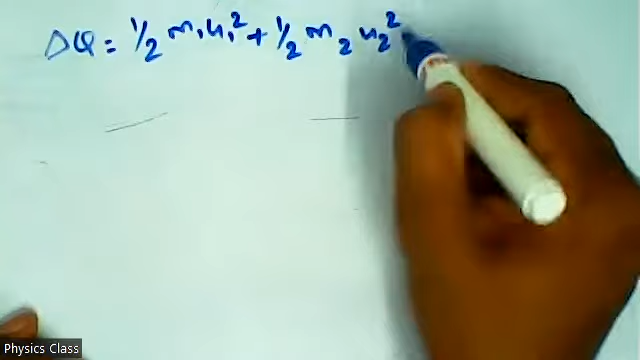 ΔQ = 1/2 m₁u₁² + 1/2 m₂u₂²
Physics Class